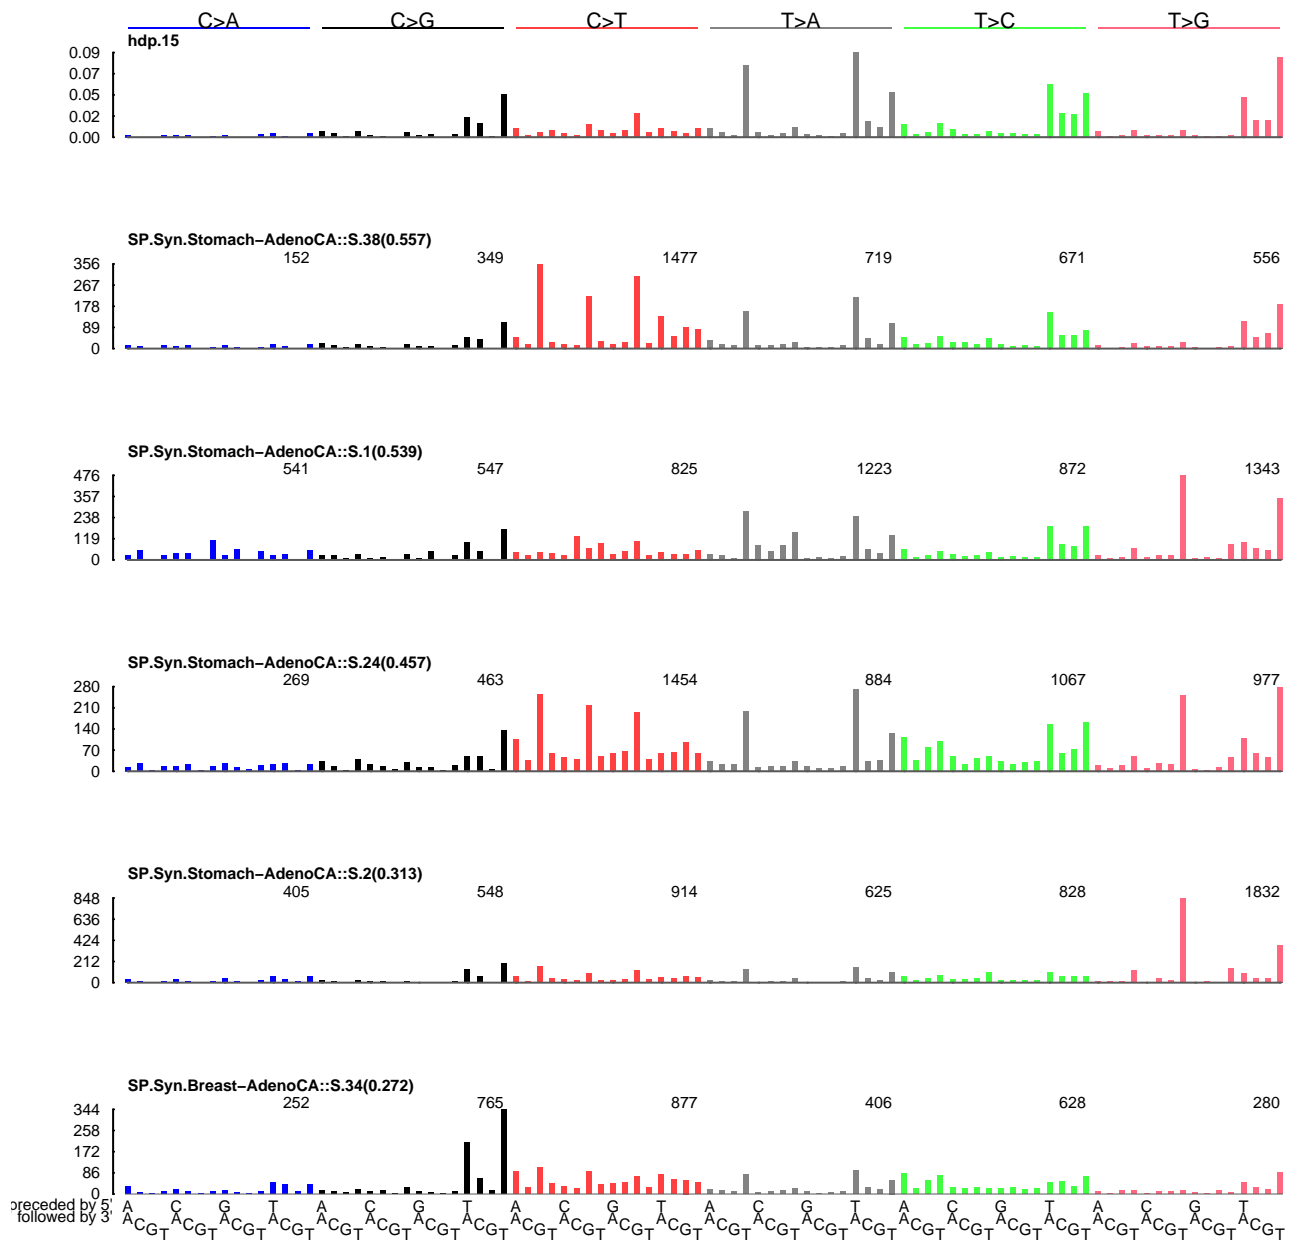 C>A C>G C>T T>A T>C T>G
hdp.15
0.09
0.07
0.05
0.02
0.00
SP.Syn.Stomach−AdenoCA::S.38(0.557)
152 349 1477 719 671 556
356
267
178
89
0
SP.Syn.Stomach−AdenoCA::S.1(0.539)
541 547 825 1223 872 1343
476
357
238
119
0
SP.Syn.Stomach−AdenoCA::S.24(0.457)
269 463 1454 884 1067 977
280
210
140
70
0
SP.Syn.Stomach−AdenoCA::S.2(0.313)
405 548 914 625 828 1832
848
636
424
212
0
SP.Syn.Breast−AdenoCA::S.34(0.272)
252 765 877 406 628 280
344
258
172
86
0
preceded by 5' A C G T A C G T A C G T A C G T A C G T A C G T
followed by 3' A C G T A C G T A C G T A C G T A C G T A C G T A C G T A C G T A C G T A C G T A C G T A C G T A C G T A C G T A C G T A C G T A C G T A C G T A C G T A C G T A C G T A C G T A C G T A C G T